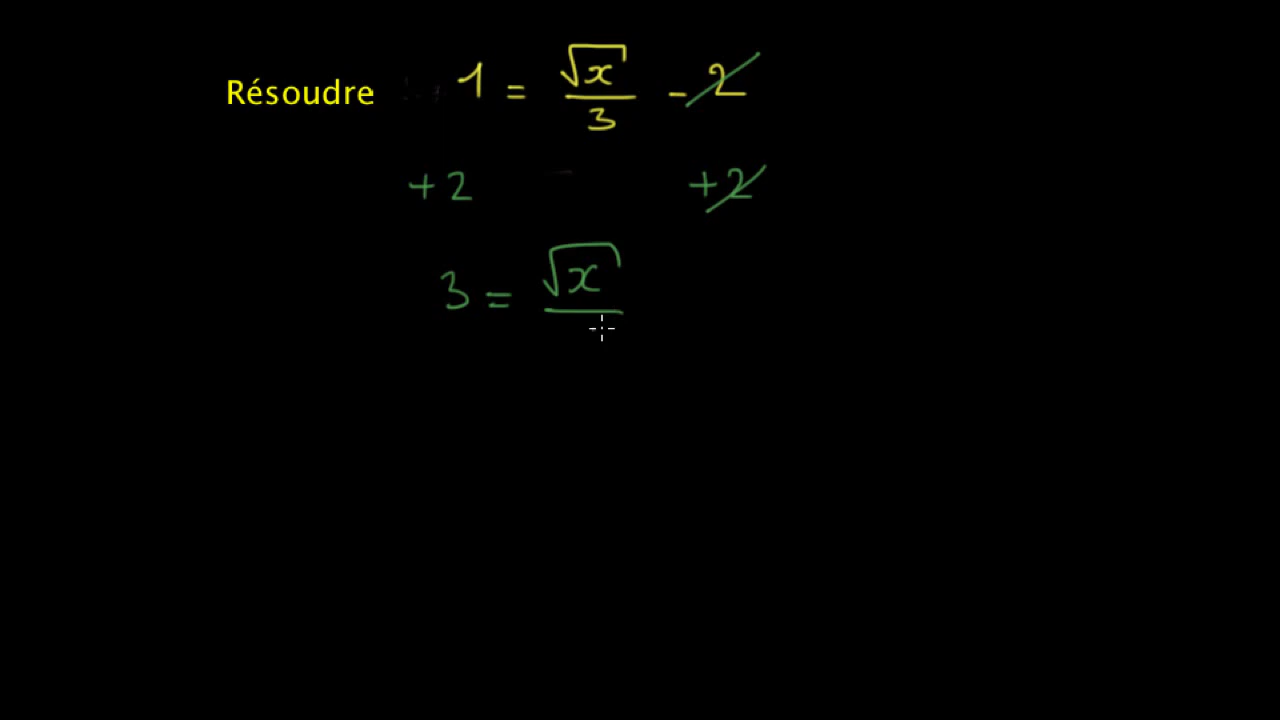 Résoudre 1 = √x / 3 - 2
+2 +2
3 = √x